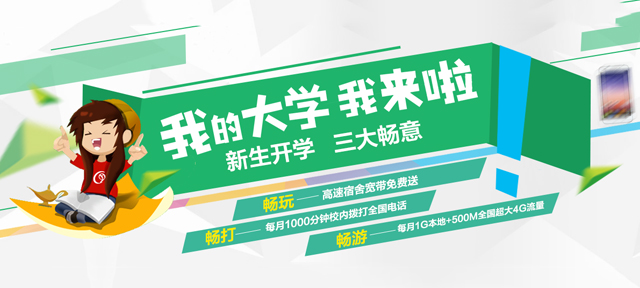 我的大学 我来啦
新生开学 三大畅意
畅玩 高速宿舍宽带免费送
畅打 每月1000分钟校内拨打全国电话
畅游 每月1G本地+500M全国超大4G流量